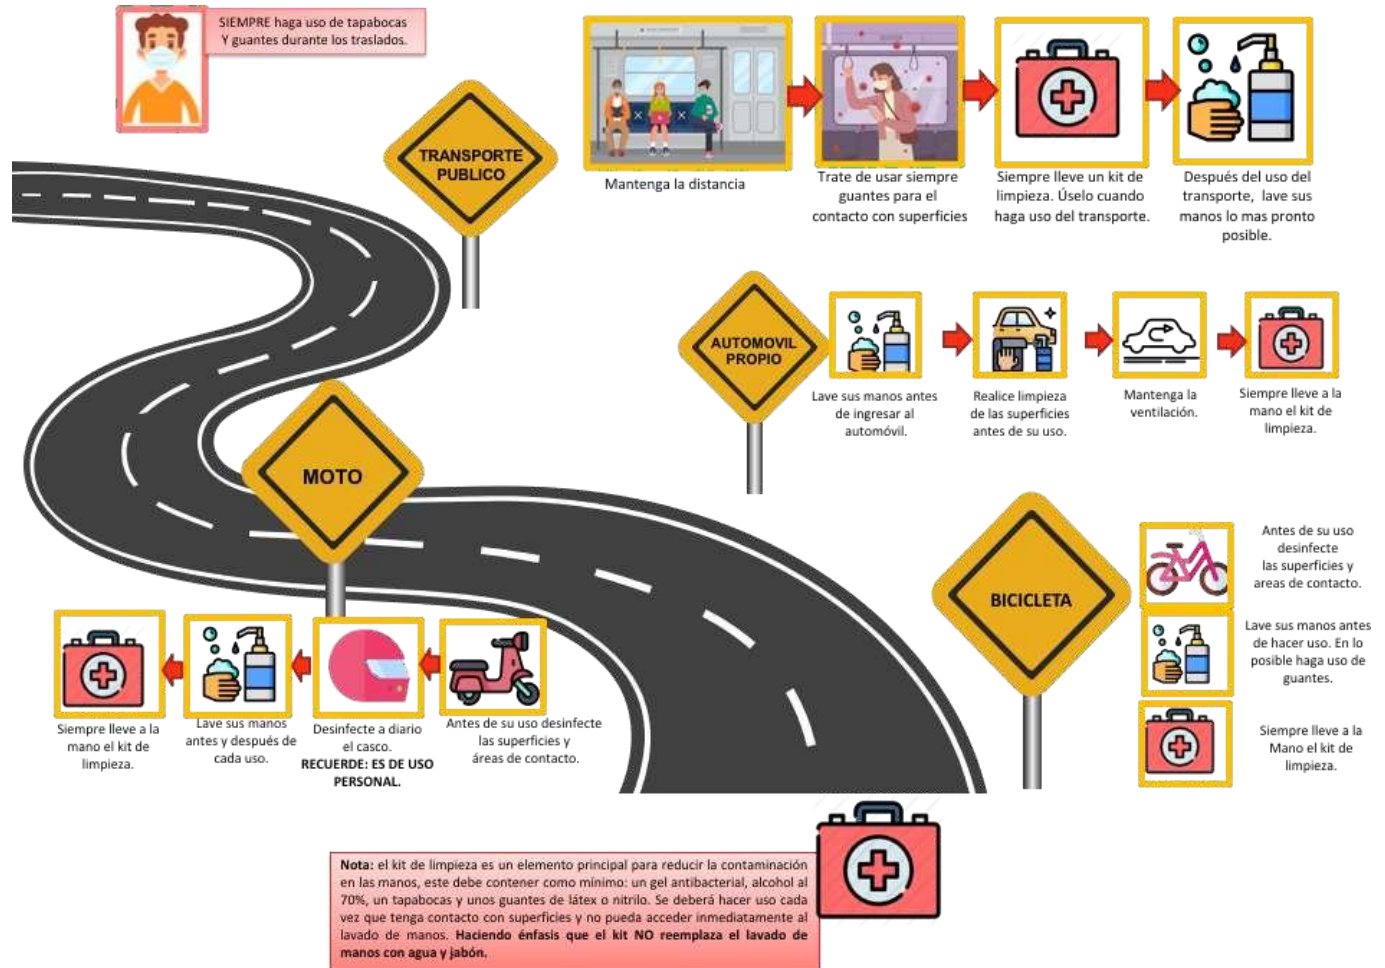 SIEMPRE haga uso de tapabocas
Y guantes durante los traslados.
TRANSPORTE
PUBLICO
Mantenga la distancia
Trate de usar siempre
guantes para el
contacto con superficies
Siempre lleve un kit de
limpieza. Úselo cuando
haga uso del transporte.
Después del uso del
transporte, lave sus
manos lo mas pronto
posible.
AUTOMOVIL
PROPIO
Lave sus manos antes
de ingresar al
automóvil.
Realice limpieza
de las superficies
antes de su uso.
Mantenga la
ventilación.
Siempre lleve a la
mano el kit de
limpieza.
MOTO
Antes de su uso desinfecte
las superficies y
áreas de contacto.
Desinfecte a diario
el casco.
RECUERDE: ES DE USO
PERSONAL.
Lave sus manos
antes y después de
cada uso.
Siempre lleve a la
mano el kit de
limpieza.
BICICLETA
Antes de su uso
desinfecte
las superficies y
areas de contacto.
Lave sus manos antes
de hacer uso. En lo
posible haga uso de
guantes.
Siempre lleve a la
Mano el kit de
limpieza.
Nota: el kit de limpieza es un elemento principal para reducir la contaminación
en las manos, este debe contener como mínimo: un gel antibacterial, alcohol al
70%, un tapabocas y unos guantes de látex o nitrilo. Se deberá hacer uso cada
vez que tenga contacto con superficies y no pueda acceder inmediatamente al
lavado de manos. Haciendo énfasis que el kit NO reemplaza el lavado de
manos con agua y jabón.